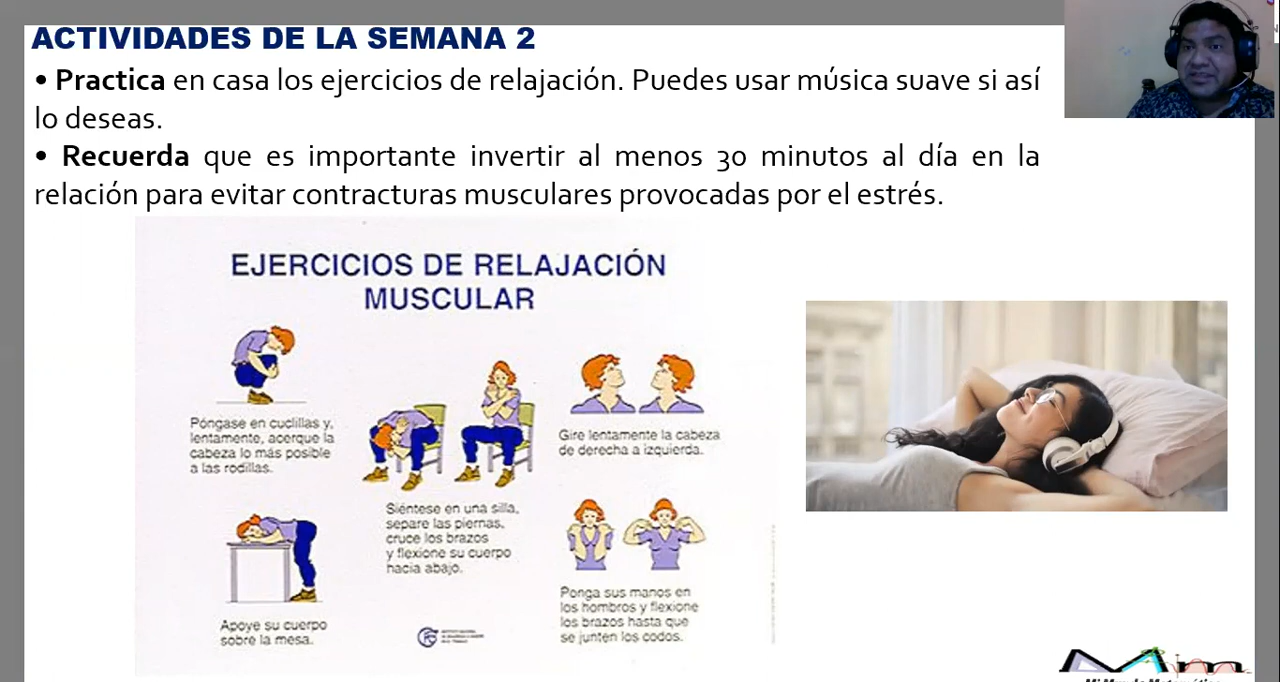 ACTIVIDADES DE LA SEMANA 2
• Practica en casa los ejercicios de relajación. Puedes usar música suave si así
lo deseas.
• Recuerda que es importante invertir al menos 30 minutos al día en la
relación para evitar contracturas musculares provocadas por el estrés.
EJERCICIOS DE RELAJACIÓN
MUSCULAR
Póngase en cuclillas y,
lentamente, acerque la
cabeza lo más posible
a las rodillas.
Siéntese en una silla,
separe las piernas,
cruce los brazos
y flexione su cuerpo
hacia abajo.
Gire lentamente la cabeza
de derecha a izquierda.
Apoye su cuerpo
sobre la mesa.
Ponga sus manos en
los hombros y flexione
los brazos hasta que
se junten los codos.
Mi Mundo Matemático